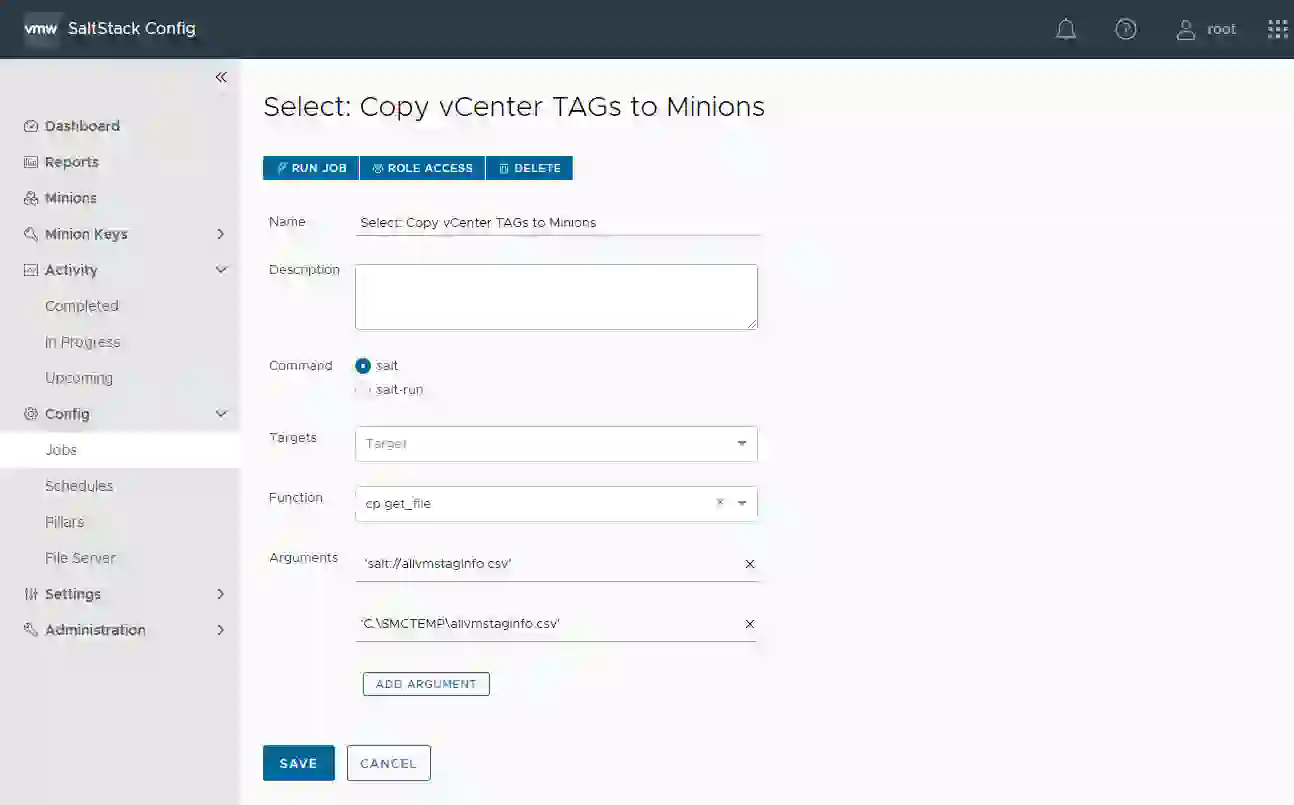 vmw SaltStack Config
root
Select: Copy vCenter TAGs to Minions
RUN JOB
ROLE ACCESS
DELETE
Dashboard
Reports
Minions
Minion Keys
Activity
Completed
In Progress
Upcoming
Config
Jobs
Schedules
Pillars
File Server
Settings
Administration
Name
Select: Copy vCenter TAGs to Minions
Description
Command
salt
salt-run
Targets
Target
Function
cp.get_file
Arguments
'salt://allvmstaginfo.csv'
'C:\SMCTEMP\allvmstaginfo.csv'
ADD ARGUMENT
SAVE
CANCEL